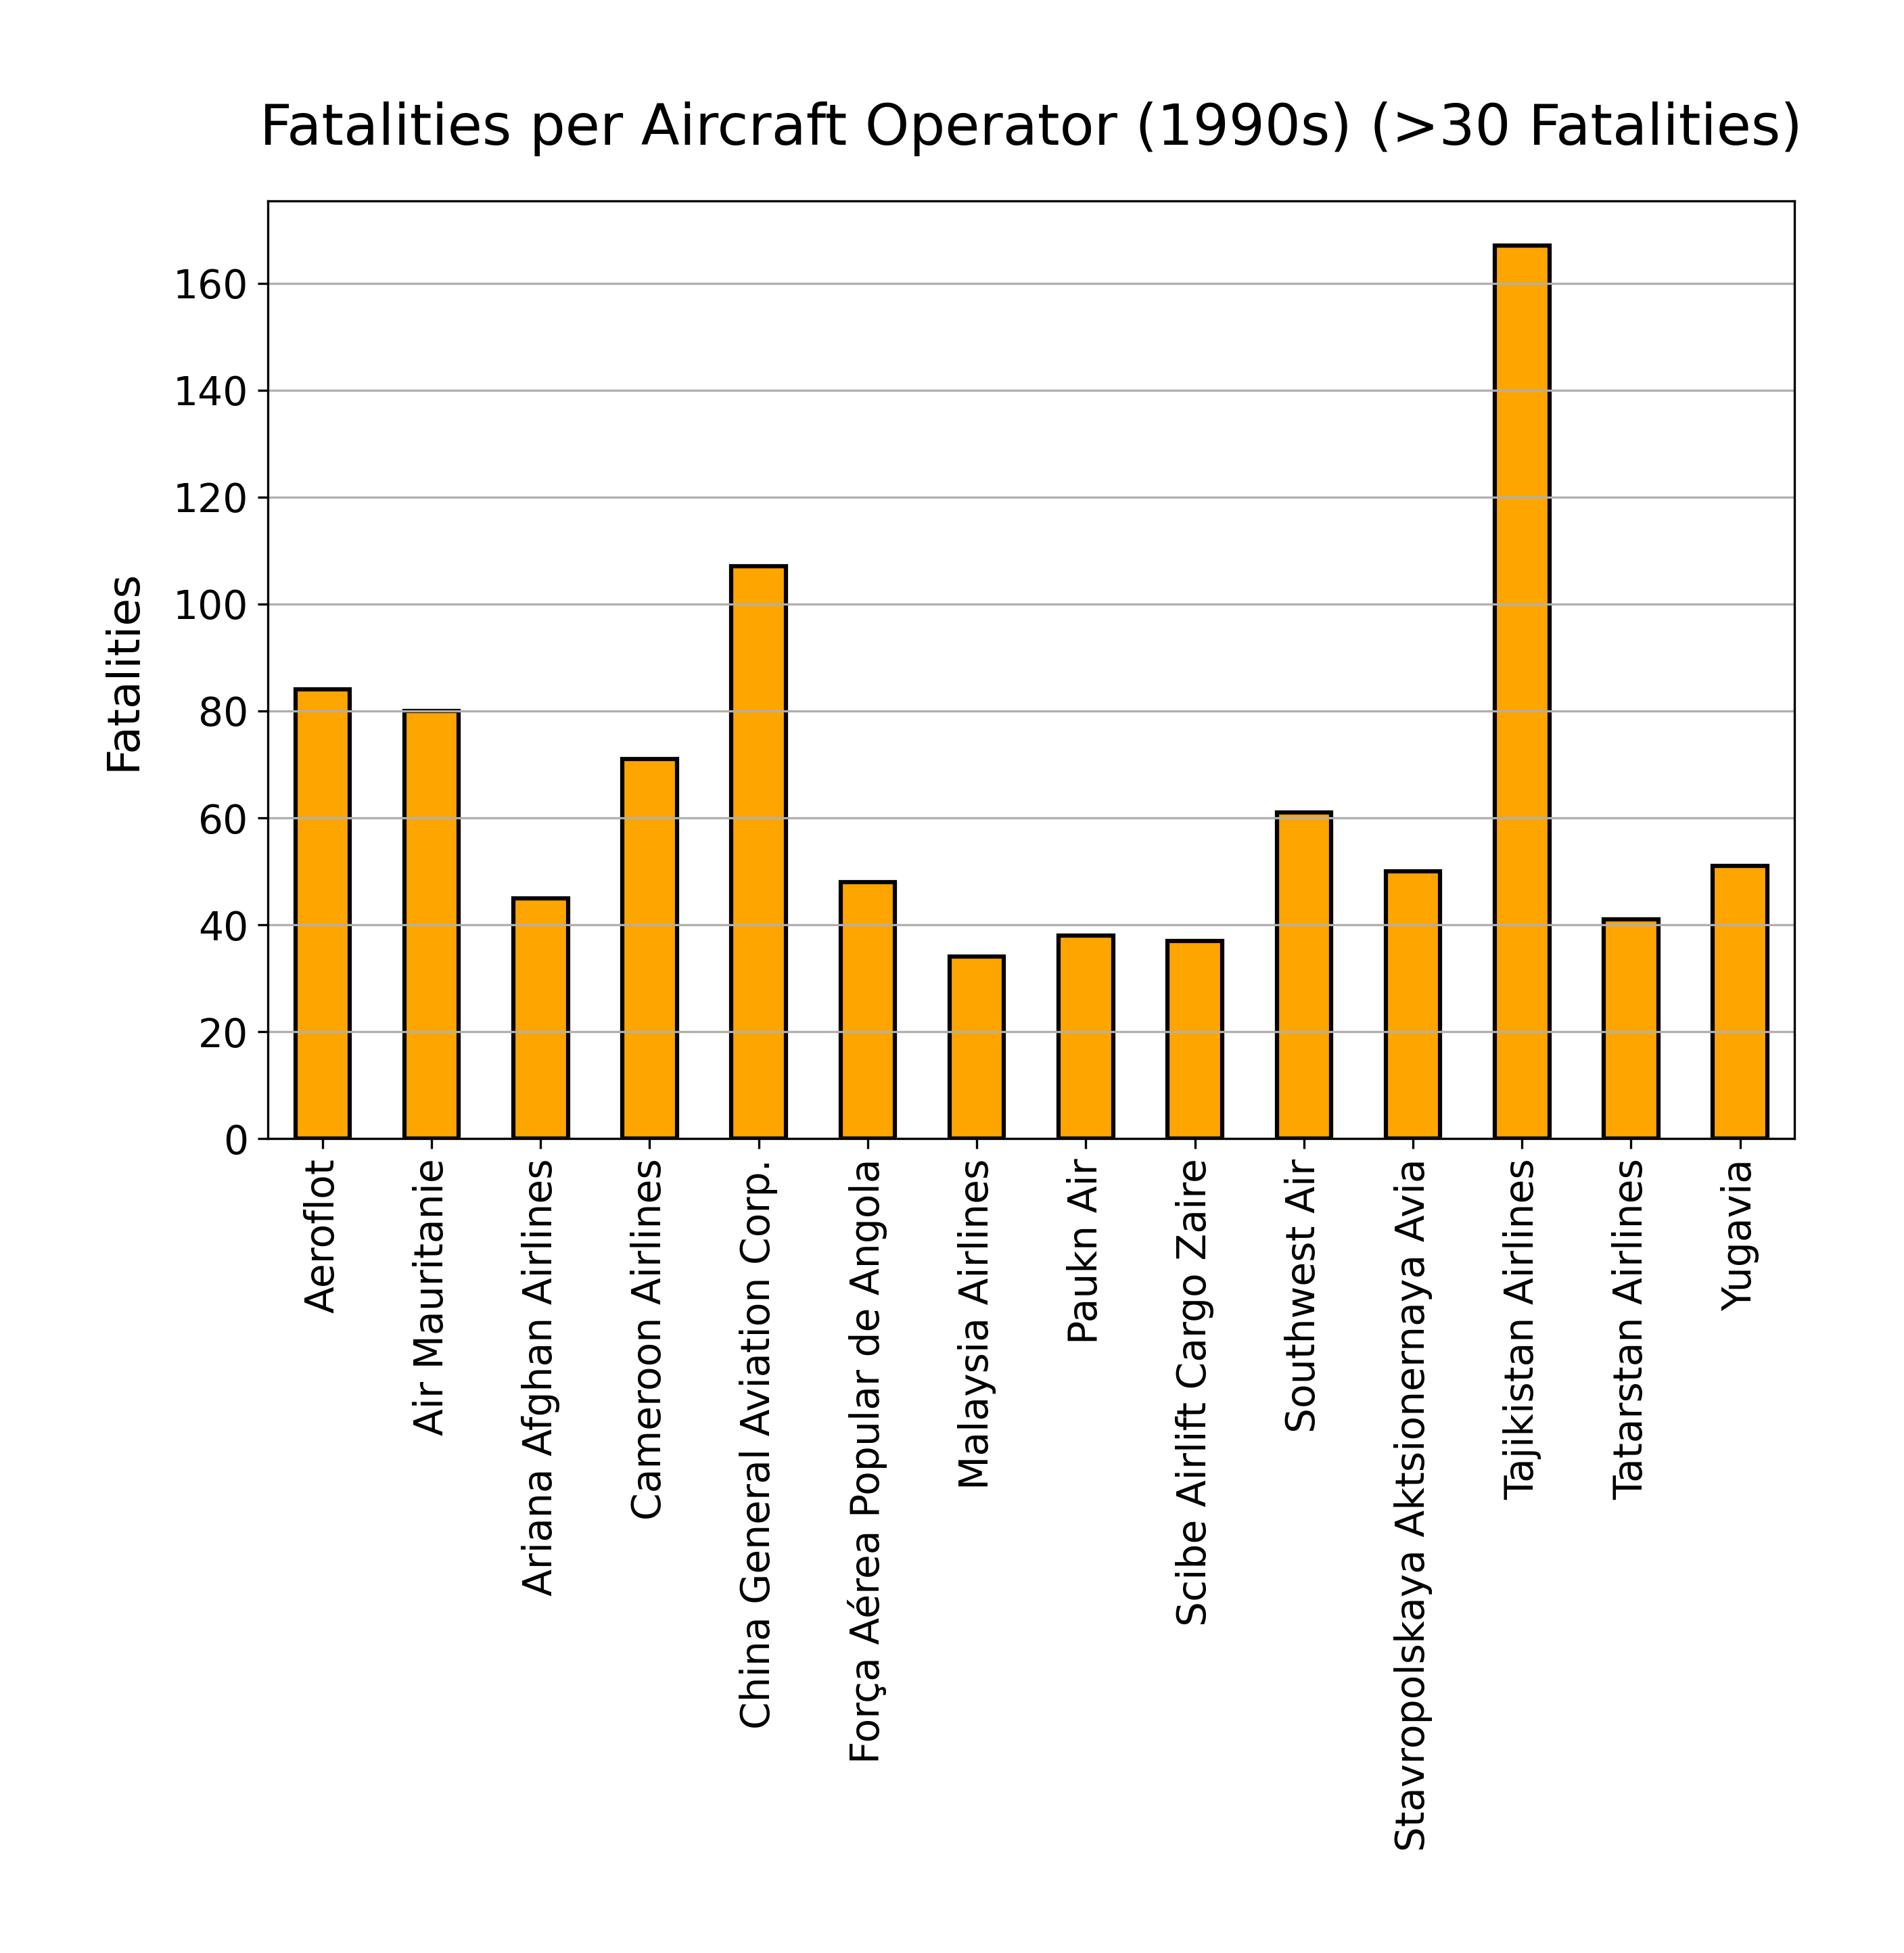 Fatalities per Aircraft Operator (1990s) (>30 Fatalities)
Fatalities
160
140
120
100
80
60
40
20
0
Aeroflot
Air Mauritanie
Ariana Afghan Airlines
Cameroon Airlines
China General Aviation Corp.
Força Aérea Popular de Angola
Malaysia Airlines
Paukn Air
Scibe Airlift Cargo Zaire
Southwest Air
Stavropolskaya Aktsionernaya Avia
Tajikistan Airlines
Tatarstan Airlines
Yugavia